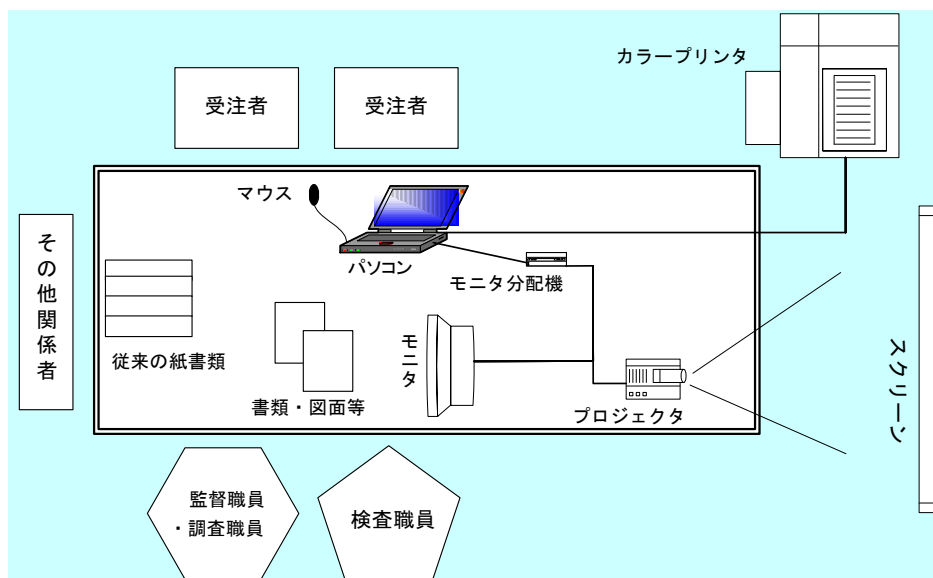 カラープリンタ
受注者
受注者
マウス
パソコン
モニタ分配機
その他関係者
従来の紙書類
書類・図面等
モニタ
プロジェクタ
スクリーン
監督職員
・調査職員
検査職員